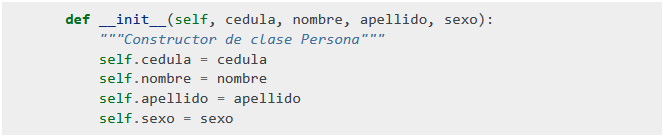 def __init__(self, cedula, nombre, apellido, sexo):
"""Constructor de clase Persona"""
self.cedula = cedula
self.nombre = nombre
self.apellido = apellido
self.sexo = sexo